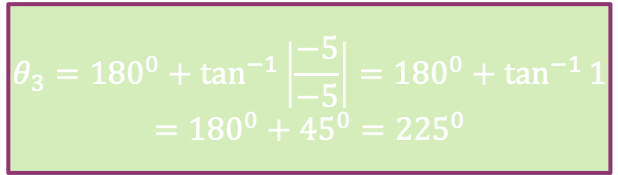 θ₃ = 180⁰ + tan⁻¹ |−5/−5| = 180⁰ + tan⁻¹ 1
= 180⁰ + 45⁰ = 225⁰